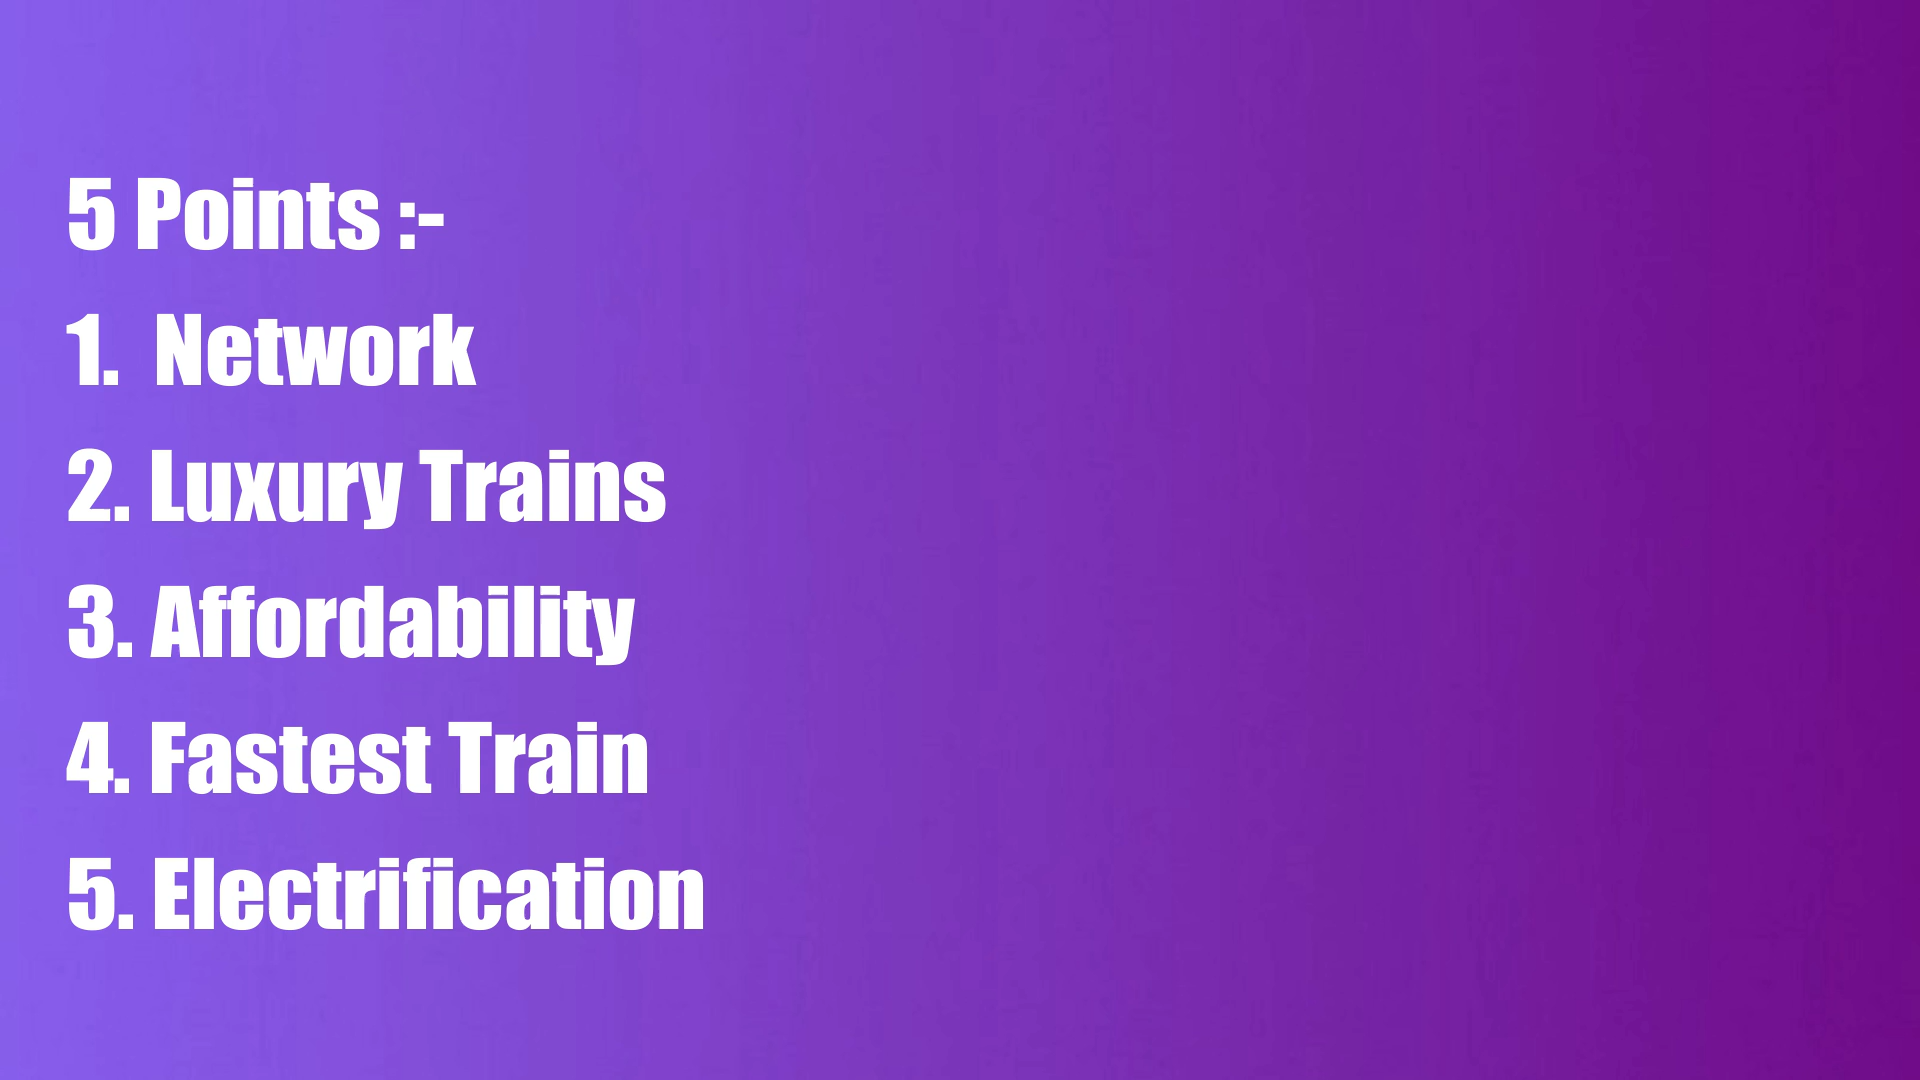 5 Points :-
1.  Network
2. Luxury Trains
3. Affordability
4. Fastest Train
5. Electrification